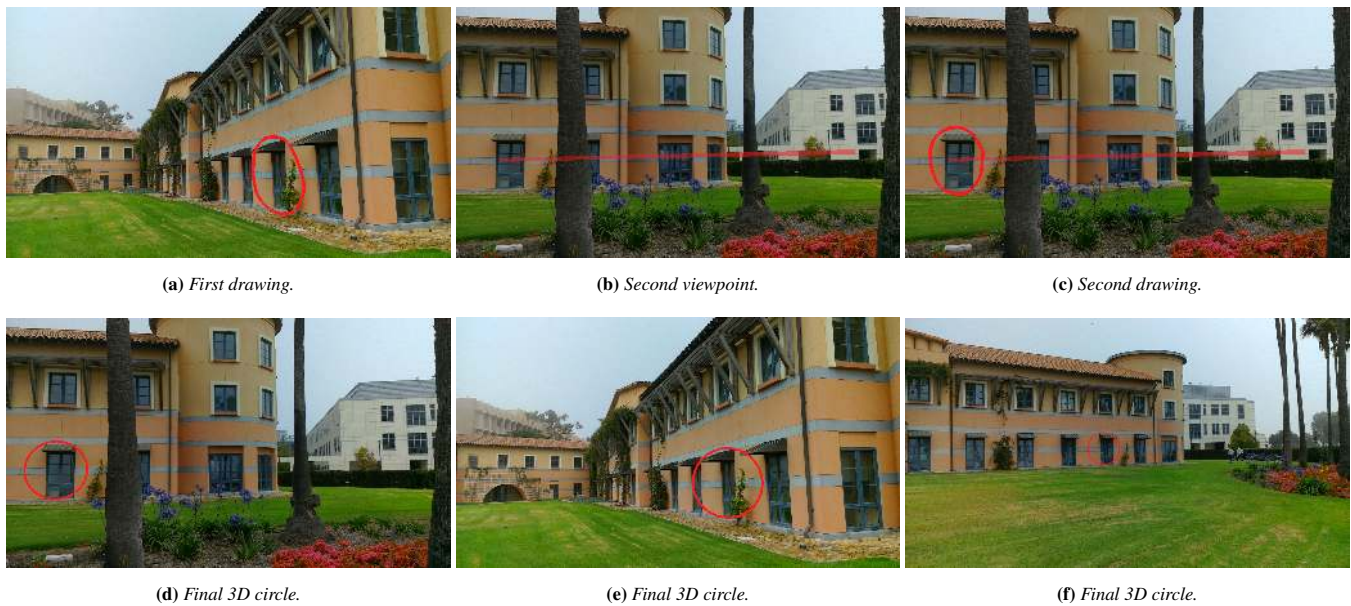 (a) First drawing.
(b) Second viewpoint.
(c) Second drawing.
(d) Final 3D circle.
(e) Final 3D circle.
(f) Final 3D circle.